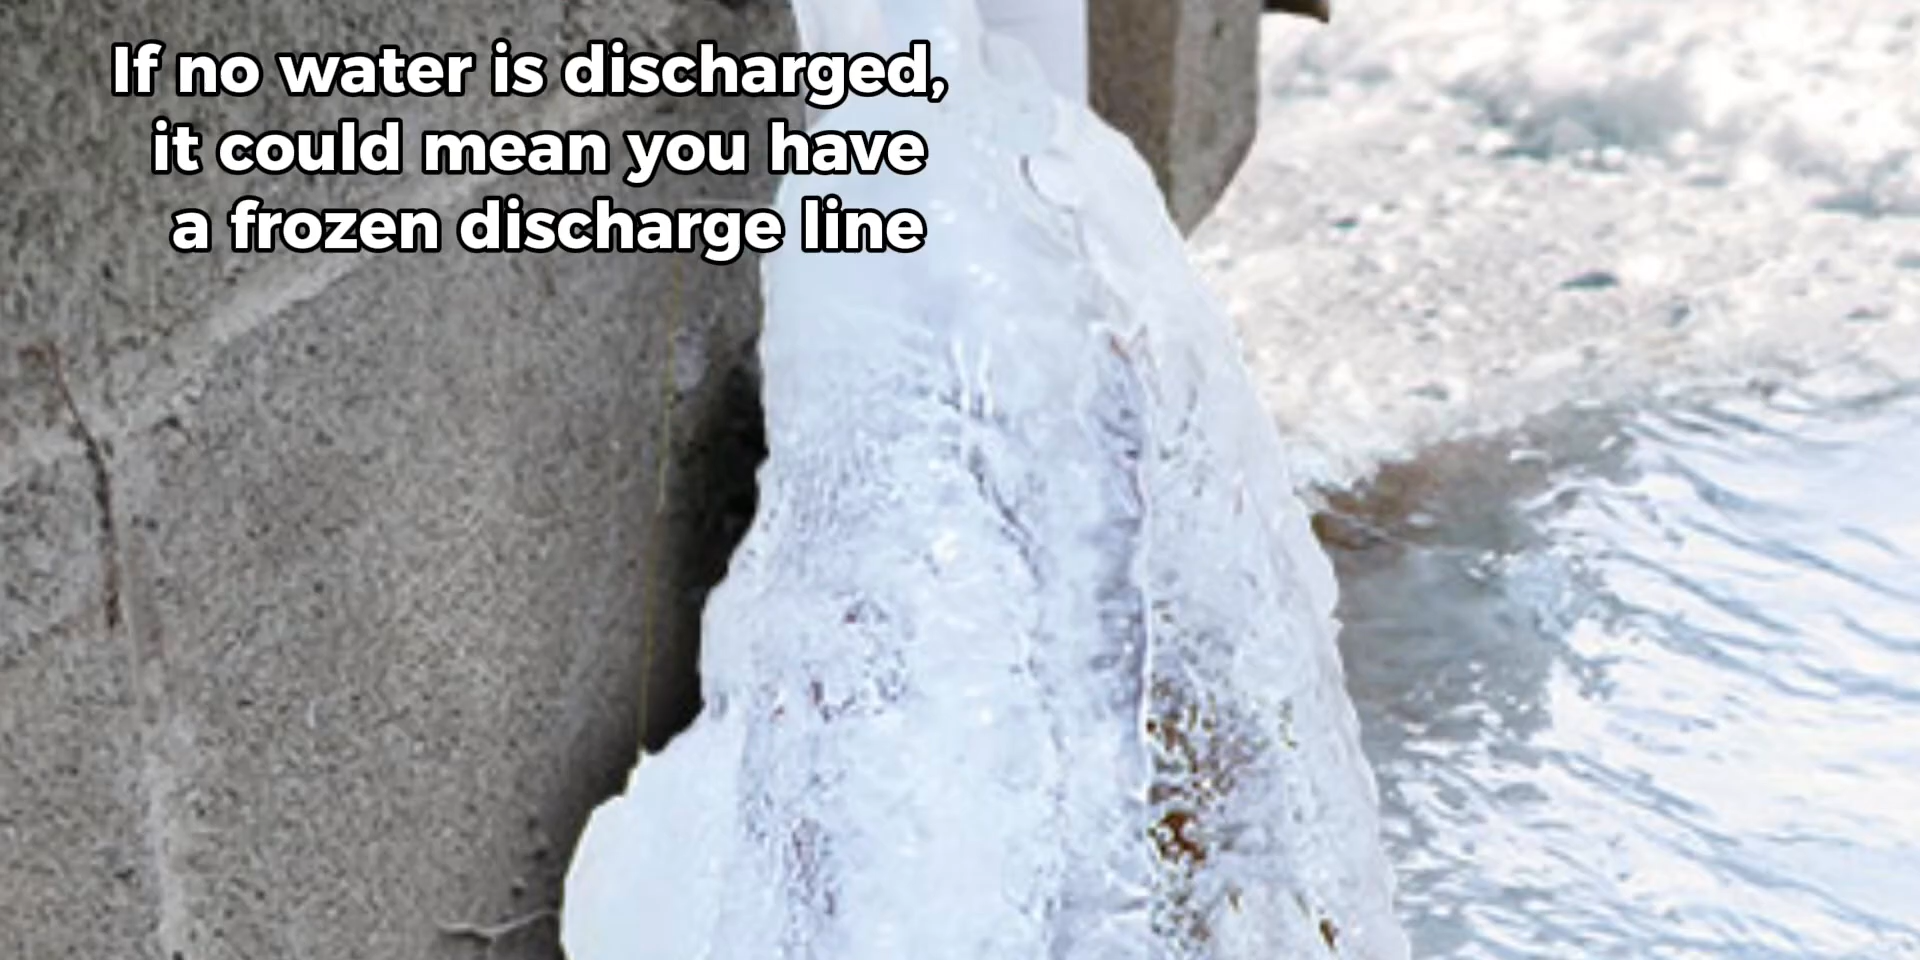 If no water is discharged,
it could mean you have
a frozen discharge line